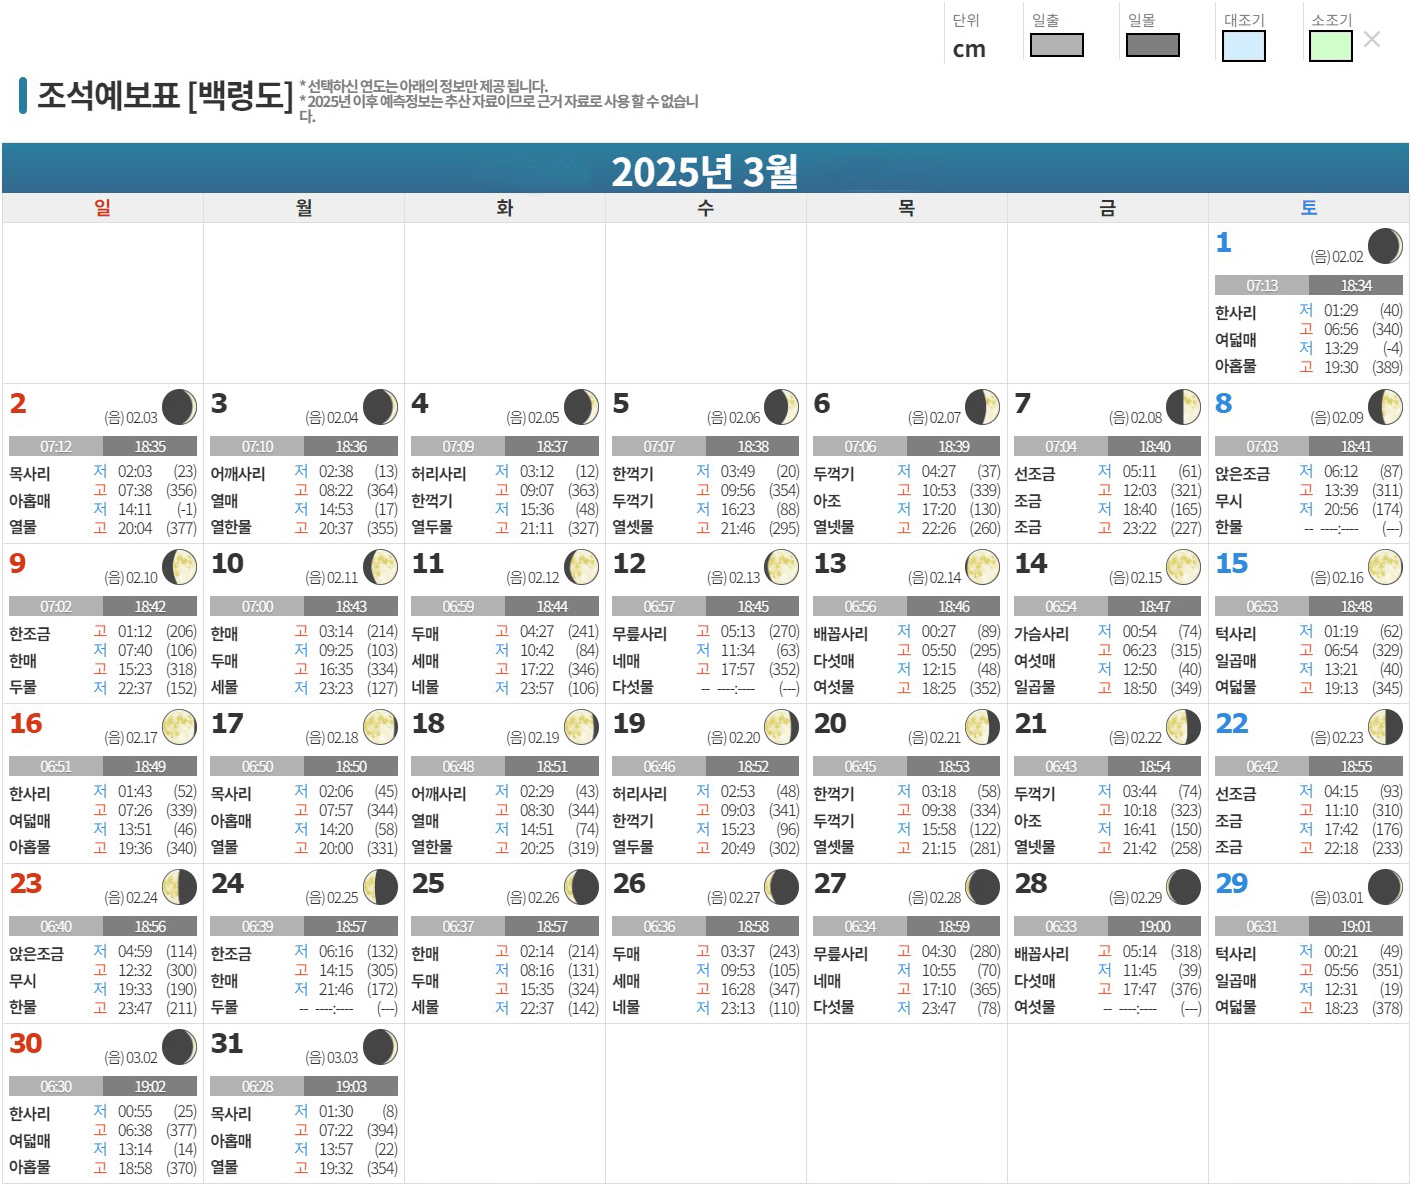 단위 일출 일몰 대조기 소조기
cm
조석예보표 [백령도]
* 선택하신 연도는 아래의 정보만 제공 됩니다.
* 2025년 이후 예측정보는 추산 자료이므로 근거 자료로 사용 할 수 없습니
다.
2025년 3월
일 월 화 수 목 금 토
1 (음) 02.02
07:13 18:34
한사리 여덟매 아홉물
저 01:29 (40)
고 06:56 (340)
저 13:29 (-4)
고 19:30 (389)
2 (음) 02.03
07:12 18:35
목사리 아홉매 열물
저 02:03 (23)
고 07:38 (356)
저 14:11 (-1)
고 20:04 (377)
3 (음) 02.04
07:10 18:36
어깨사리 열매 열한물
저 02:38 (13)
고 08:22 (364)
저 14:53 (17)
고 20:37 (355)
4 (음) 02.05
07:09 18:37
허리사리 한꺽기 열두물
저 03:12 (12)
고 09:07 (363)
저 15:36 (48)
고 21:11 (327)
5 (음) 02.06
07:07 18:38
한꺽기 두꺽기 열셋물
저 03:49 (20)
고 09:56 (354)
저 16:23 (88)
고 21:46 (295)
6 (음) 02.07
07:06 18:39
두꺽기 아조 열넷물
저 04:27 (37)
고 10:53 (339)
저 17:20 (130)
고 22:26 (260)
7 (음) 02.08
07:04 18:40
선조금 조금 조금
저 05:11 (61)
고 12:03 (321)
저 18:40 (165)
고 23:22 (227)
8 (음) 02.09
07:03 18:41
앉은조금 무시 한물
저 06:12 (87)
고 13:39 (311)
저 20:56 (174)
-- ----:---- (---)
9 (음) 02.10
07:02 18:42
한조금 한매 두물
고 01:12 (206)
저 07:40 (106)
고 15:23 (318)
저 22:37 (152)
10 (음) 02.11
07:00 18:43
한매 두매 세물
고 03:14 (214)
저 09:25 (103)
고 16:35 (334)
저 23:23 (127)
11 (음) 02.12
06:59 18:44
두매 세매 네물
고 04:27 (241)
저 10:42 (84)
고 17:22 (346)
저 23:57 (106)
12 (음) 02.13
06:57 18:45
무릎사리 네매 다섯물
고 05:13 (270)
저 11:34 (63)
고 17:57 (352)
-- ----:---- (---)
13 (음) 02.14
06:56 18:46
배꼽사리 다섯매 여섯물
저 00:27 (89)
고 05:50 (295)
저 12:15 (48)
고 18:25 (352)
14 (음) 02.15
06:54 18:47
가슴사리 여섯매 일곱물
저 00:54 (74)
고 06:23 (315)
저 12:50 (40)
고 18:50 (349)
15 (음) 02.16
06:53 18:48
턱사리 일곱매 여덟물
저 01:19 (62)
고 06:54 (329)
저 13:21 (40)
고 19:13 (345)
16 (음) 02.17
06:51 18:49
한사리 여덟매 아홉물
저 01:43 (52)
고 07:26 (339)
저 13:51 (46)
고 19:36 (340)
17 (음) 02.18
06:50 18:50
목사리 아홉매 열물
저 02:06 (45)
고 07:57 (344)
저 14:20 (58)
고 20:00 (331)
18 (음) 02.19
06:48 18:51
어깨사리 열매 열한물
저 02:29 (43)
고 08:30 (344)
저 14:51 (74)
고 20:25 (319)
19 (음) 02.20
06:46 18:52
허리사리 한꺽기 열두물
저 02:53 (48)
고 09:03 (341)
저 15:23 (96)
고 20:49 (302)
20 (음) 02.21
06:45 18:53
한꺽기 두꺽기 열셋물
저 03:18 (58)
고 09:38 (334)
저 15:58 (122)
고 21:15 (281)
21 (음) 02.22
06:43 18:54
두꺽기 아조 열넷물
저 03:44 (74)
고 10:18 (323)
저 16:41 (150)
고 21:42 (258)
22 (음) 02.23
06:42 18:55
선조금 조금 조금
저 04:15 (93)
고 11:10 (310)
저 17:42 (176)
고 22:18 (233)
23 (음) 02.24
06:40 18:56
앉은조금 무시 한물
저 04:59 (114)
고 12:32 (300)
저 19:33 (190)
고 23:47 (211)
24 (음) 02.25
06:39 18:57
한조금 한매 두물
저 06:16 (132)
고 14:15 (305)
저 21:46 (172)
-- ----:---- (---)
25 (음) 02.26
06:37 18:57
한매 두매 세물
고 02:14 (214)
저 08:16 (131)
고 15:35 (324)
저 22:37 (142)
26 (음) 02.27
06:36 18:58
두매 세매 네물
고 03:37 (243)
저 09:53 (105)
고 16:28 (347)
저 23:13 (110)
27 (음) 02.28
06:34 18:59
무릎사리 네매 다섯물
고 04:30 (280)
저 10:55 (70)
고 17:10 (365)
저 23:47 (78)
28 (음) 02.29
06:33 19:00
배꼽사리 다섯매 여섯물
고 05:14 (318)
저 11:45 (39)
고 17:47 (376)
-- ----:---- (---)
29 (음) 03.01
06:31 19:01
턱사리 일곱매 여덟물
저 00:21 (49)
고 05:56 (351)
저 12:31 (19)
고 18:23 (378)
30 (음) 03.02
06:30 19:02
한사리 여덟매 아홉물
저 00:55 (25)
고 06:38 (377)
저 13:14 (14)
고 18:58 (370)
31 (음) 03.03
06:28 19:03
목사리 아홉매 열물
저 01:30 (8)
고 07:22 (394)
저 13:57 (22)
고 19:32 (354)